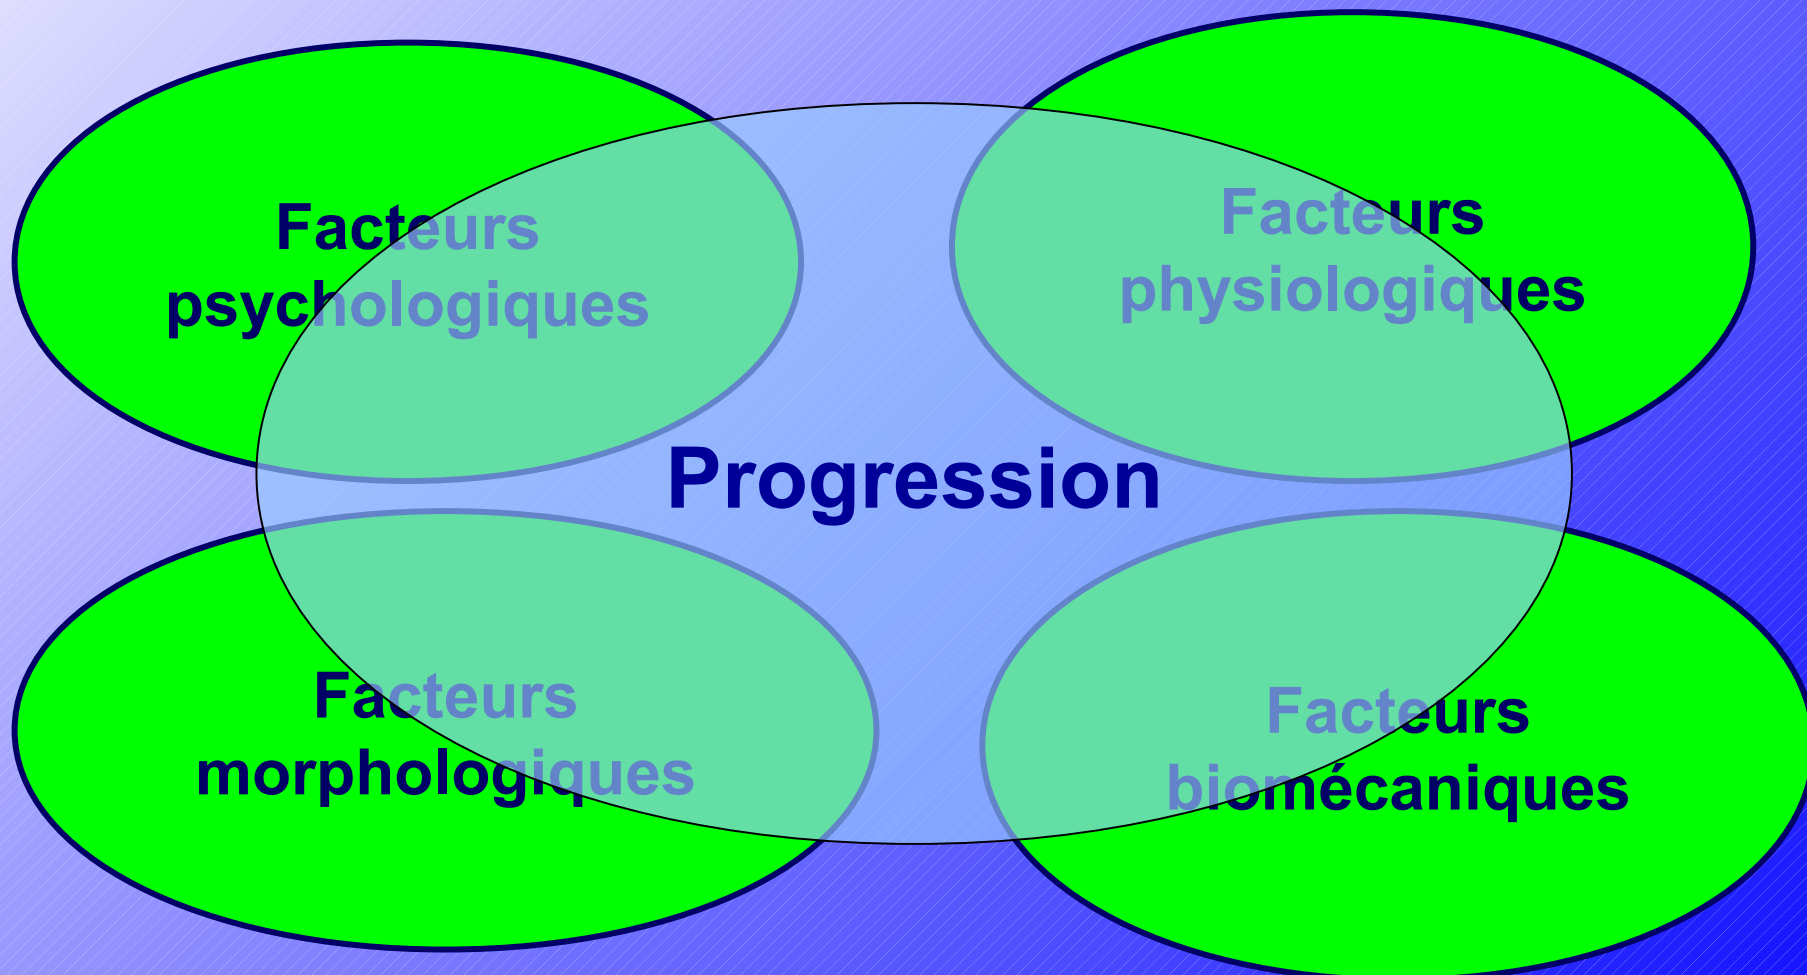 Facteurs
psychologiques
Facteurs
physiologiques
Progression
Facteurs
morphologiques
Facteurs
biomécaniques